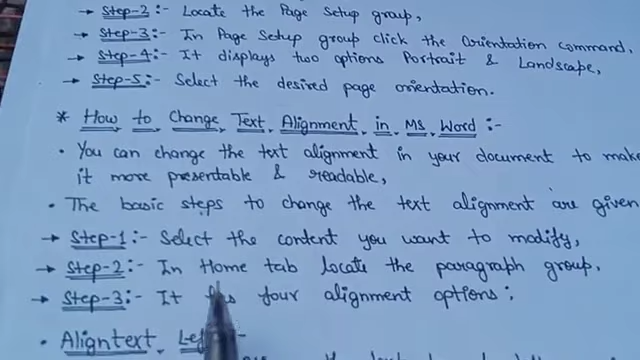 → Step-2:- Locate the Page Setup group,
→ Step-3:- In Page Setup group click the Orientation command,
→ Step-4:- It displays two options Portrait & Landscape,
→ Step-5:- Select the desired page orientation.
* How to Change Text Alignment in MS Word:-
• You can change the text alignment in your document to make
it more presentable & readable,
• The basic steps to change the text alignment are given
→ Step-1:- Select the content you want to modify,
→ Step-2:- In Home tab locate the paragraph group.
→ Step-3:- It four alignment options:
• Aligntext